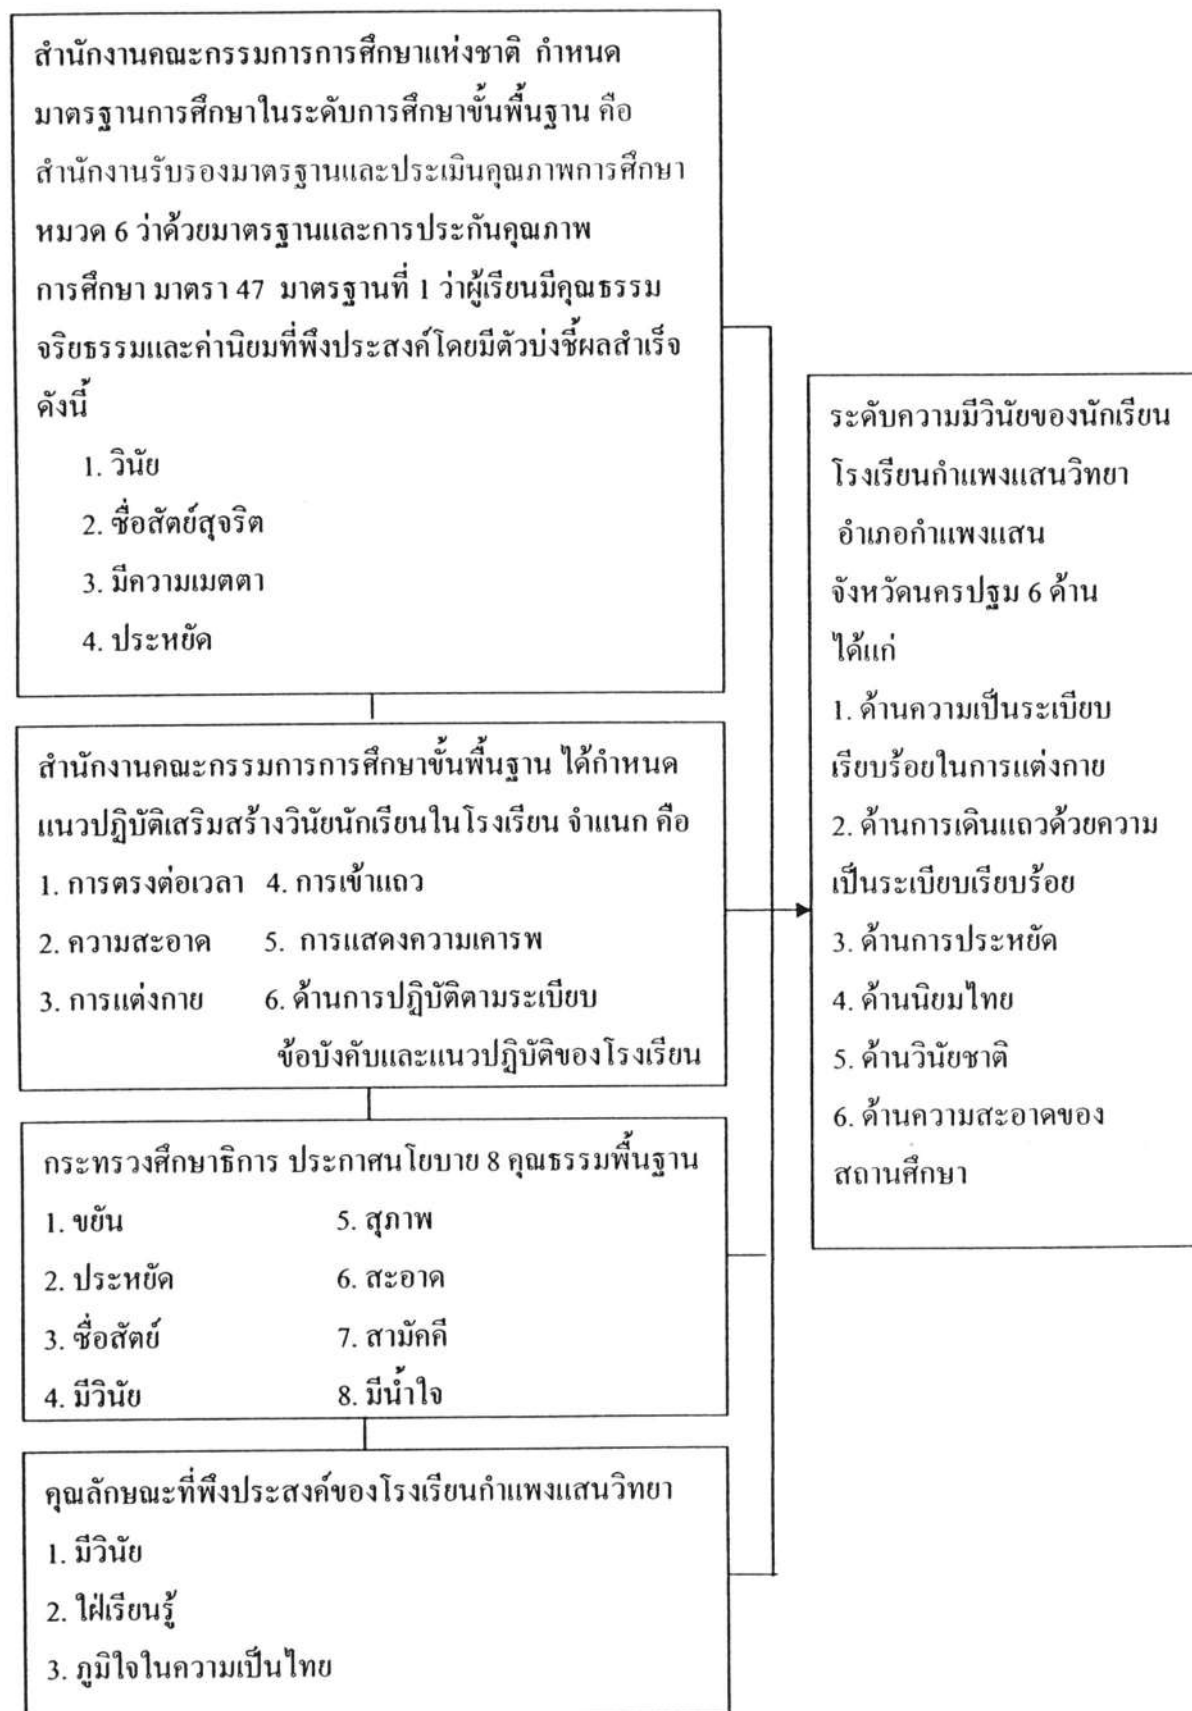 สำนักงานคณะกรรมการการศึกษาแห่งชาติ กำหนด
มาตรฐานการศึกษาในระดับการศึกษาขั้นพื้นฐาน คือ
สำนักงานรับรองมาตรฐานและประเมินคุณภาพการศึกษา
หมวด 6 ว่าด้วยมาตรฐานและการประกันคุณภาพ
การศึกษา มาตรา 47 มาตรฐานที่ 1 ว่าผู้เรียนมีคุณธรรม
จริยธรรมและค่านิยมที่พึงประสงค์โดยมีตัวบ่งชี้ผลสำเร็จ
ดังนี้
1. วินัย
2. ซื่อสัตย์สุจริต
3. มีความเมตตา
4. ประหยัด
สำนักงานคณะกรรมการการศึกษาขั้นพื้นฐาน ได้กำหนด
แนวปฏิบัติเสริมสร้างวินัยนักเรียนในโรงเรียน จำแนก คือ
1. การตรงต่อเวลา 4. การเข้าแถว
2. ความสะอาด 5. การแสดงความเคารพ
3. การแต่งกาย 6. ด้านการปฏิบัติตามระเบียบ
ข้อบังคับและแนวปฏิบัติของโรงเรียน
กระทรวงศึกษาธิการ ประกาศนโยบาย 8 คุณธรรมพื้นฐาน
1. ขยัน 5. สุภาพ
2. ประหยัด 6. สะอาด
3. ซื่อสัตย์ 7. สามัคคี
4. มีวินัย 8. มีน้ำใจ
คุณลักษณะที่พึงประสงค์ของโรงเรียนกำแพงแสนวิทยา
1. มีวินัย
2. ใฝ่เรียนรู้
3. ภูมิใจในความเป็นไทย
ระดับความมีวินัยของนักเรียน
โรงเรียนกำแพงแสนวิทยา
อำเภอกำแพงแสน
จังหวัดนครปฐม 6 ด้าน
ได้แก่
1. ด้านความเป็นระเบียบ
เรียบร้อยในการแต่งกาย
2. ด้านการเดินแถวด้วยความ
เป็นระเบียบเรียบร้อย
3. ด้านการประหยัด
4. ด้านนิยมไทย
5. ด้านวินัยชาติ
6. ด้านความสะอาดของ
สถานศึกษา